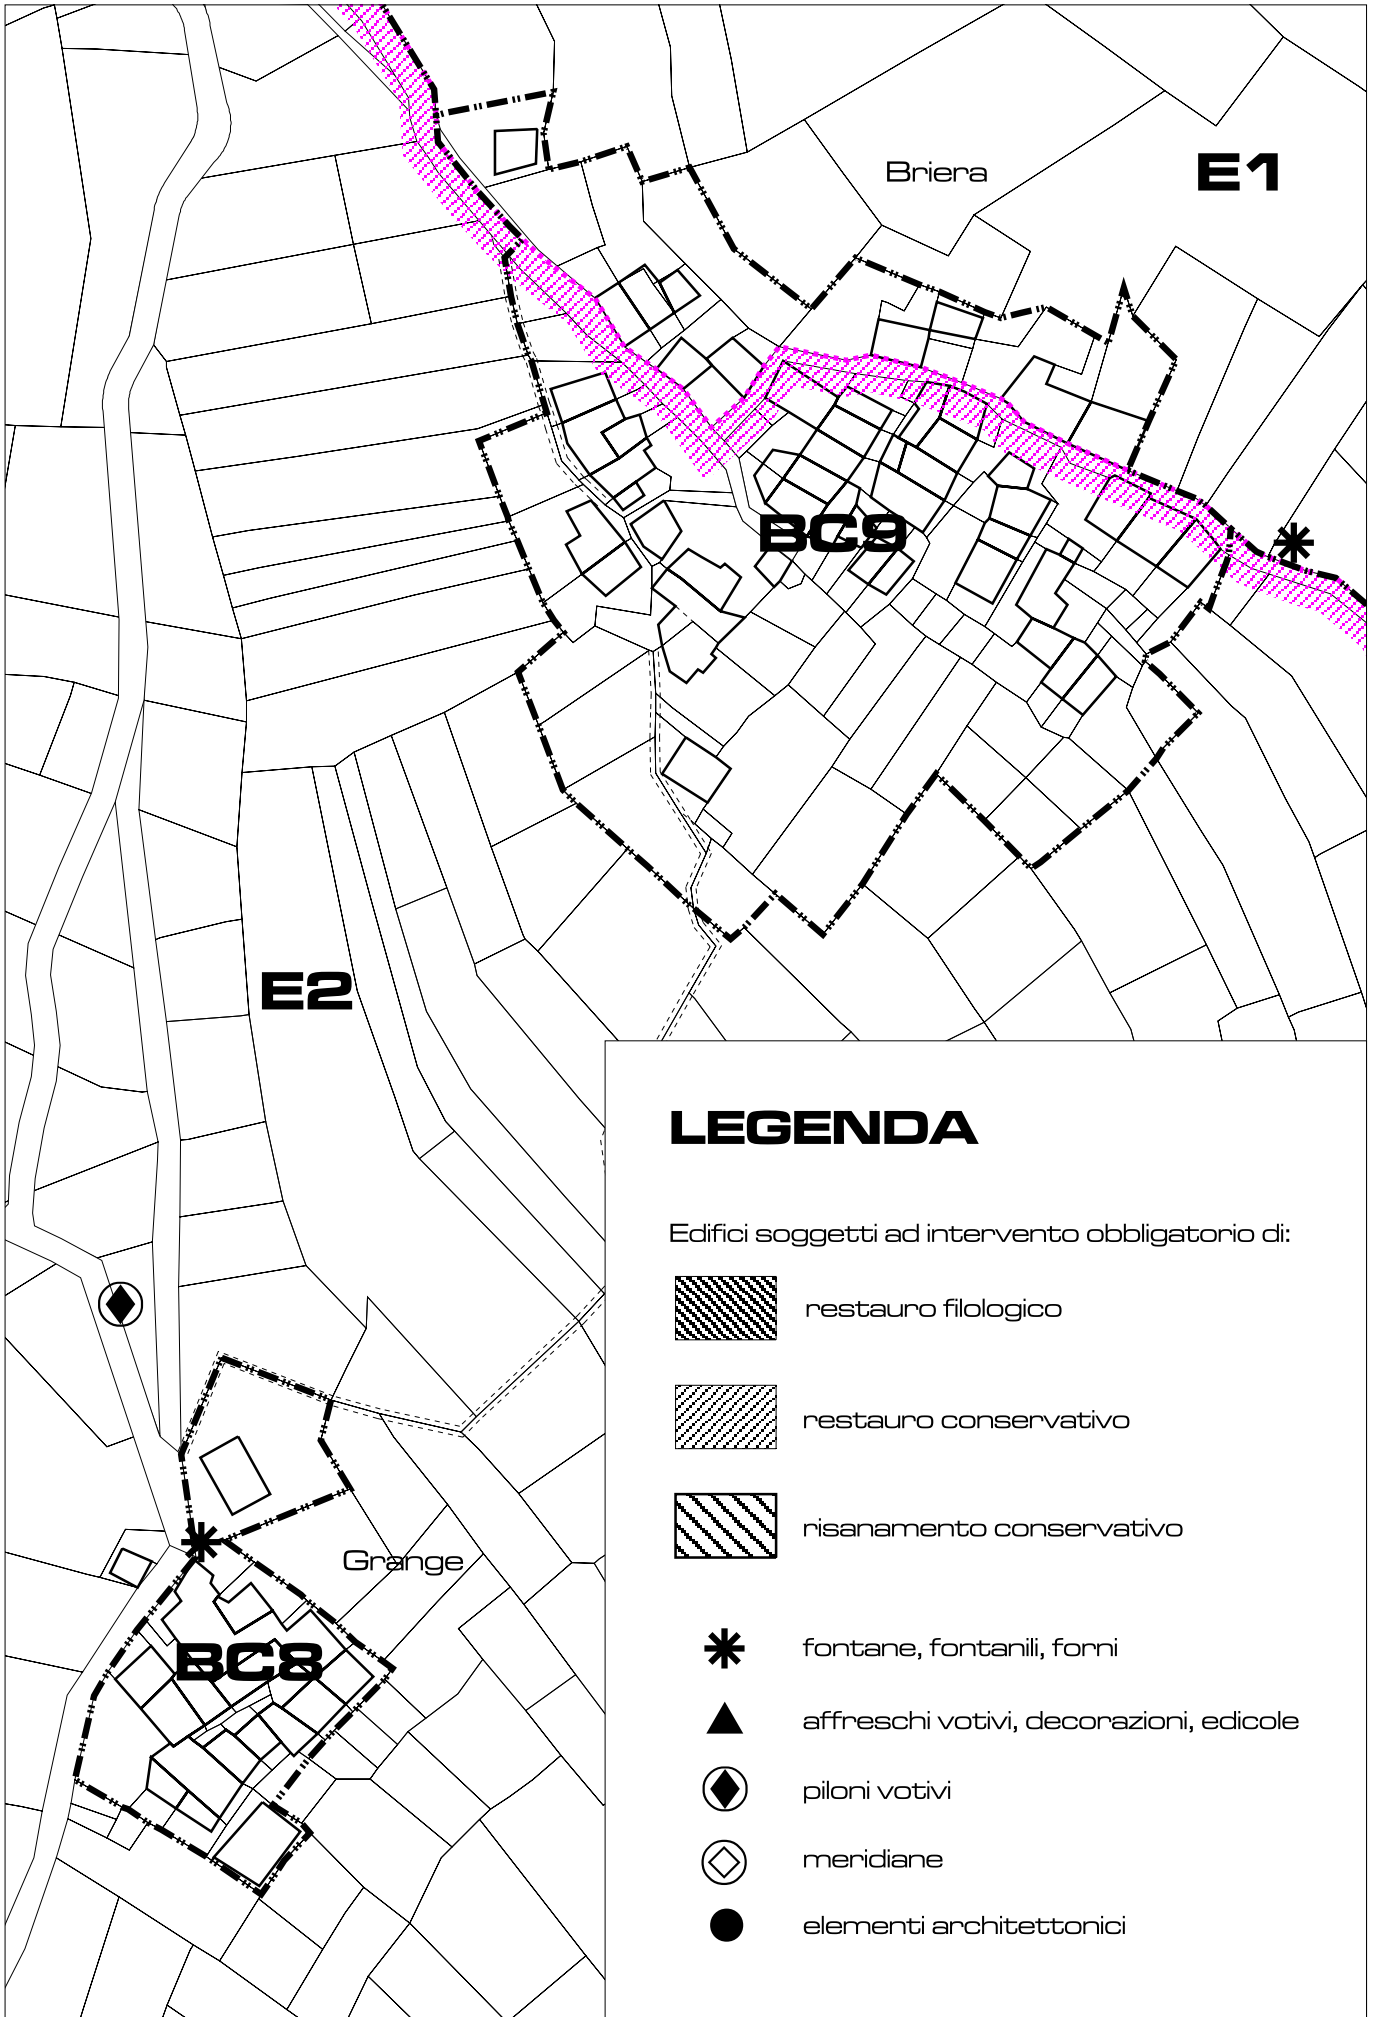 Briera
E1
BC9
E2
Grange
BC8
LEGENDA
Edifici soggetti ad intervento obbligatorio di:
restauro filologico
restauro conservativo
risanamento conservativo
fontane, fontanili, forni
affreschi votivi, decorazioni, edicole
piloni votivi
meridiane
elementi architettonici